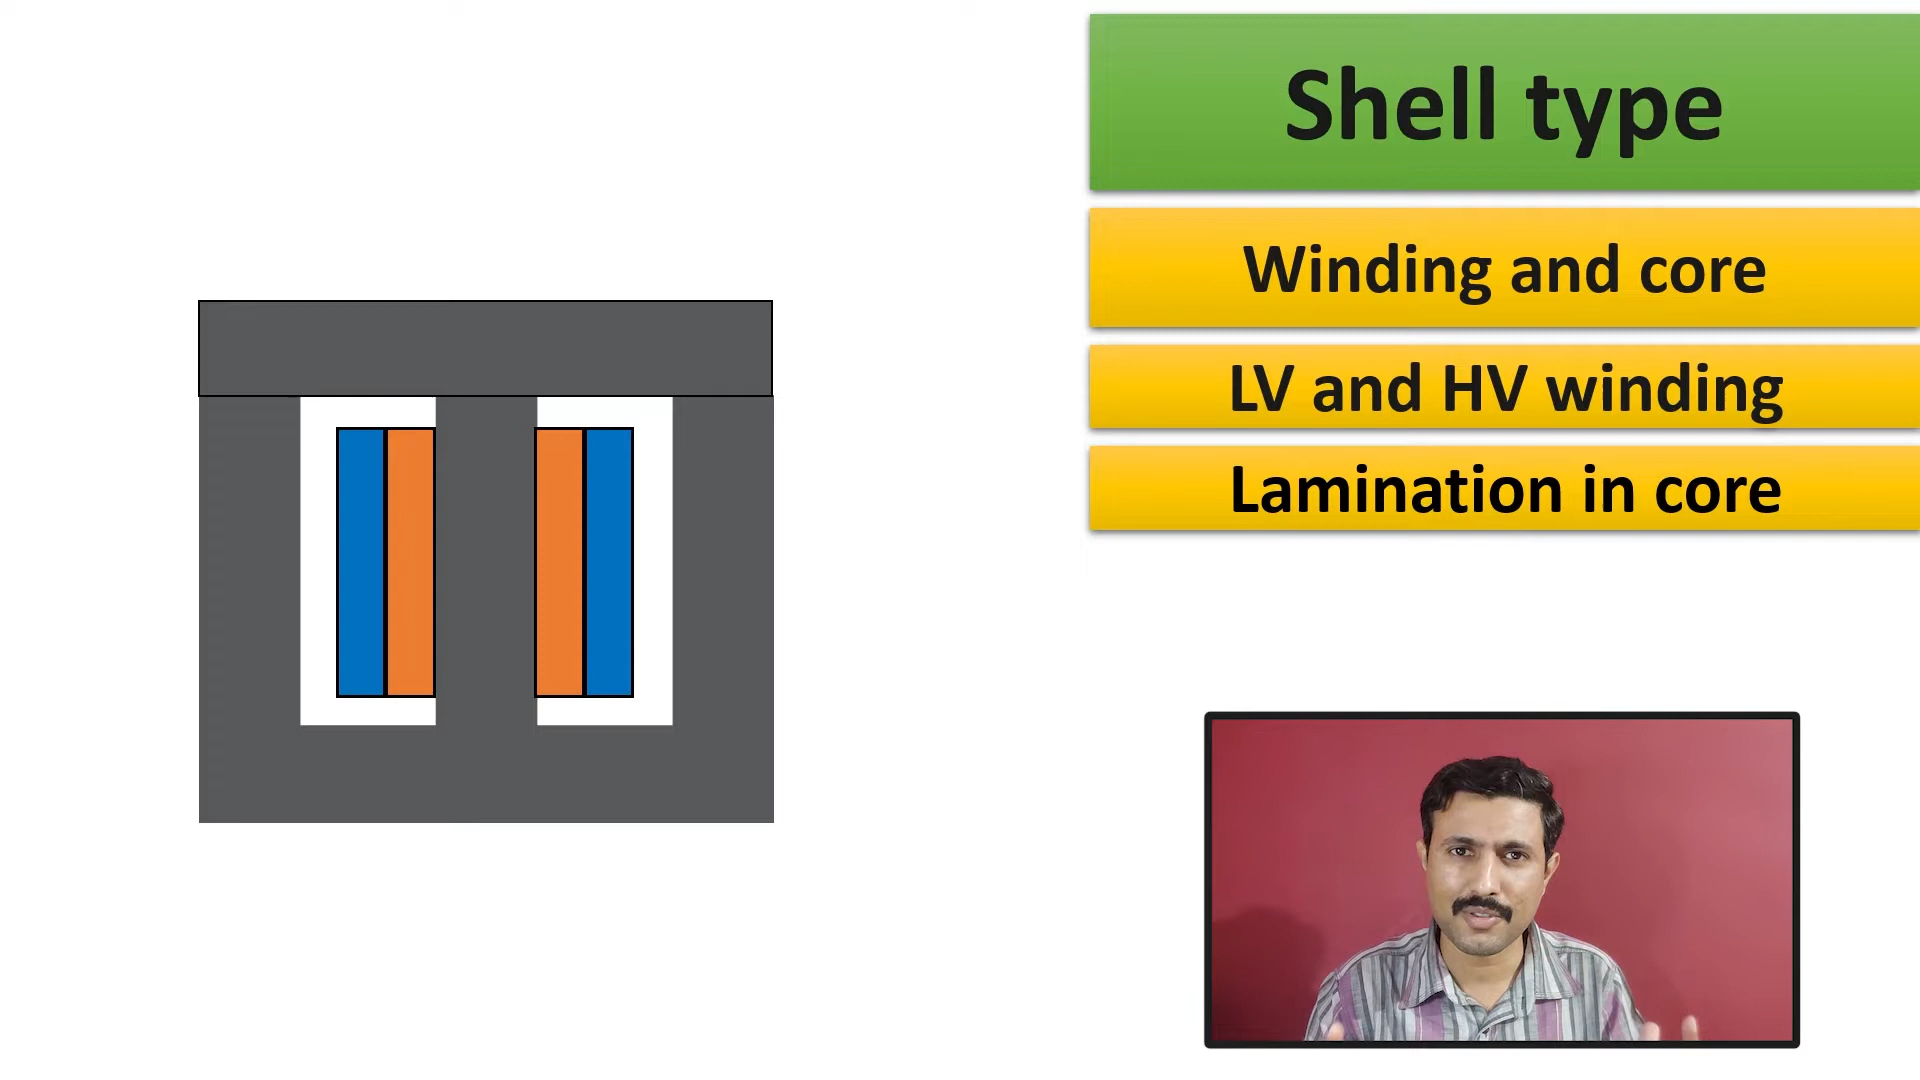 Shell type
Winding and core
LV and HV winding
Lamination in core